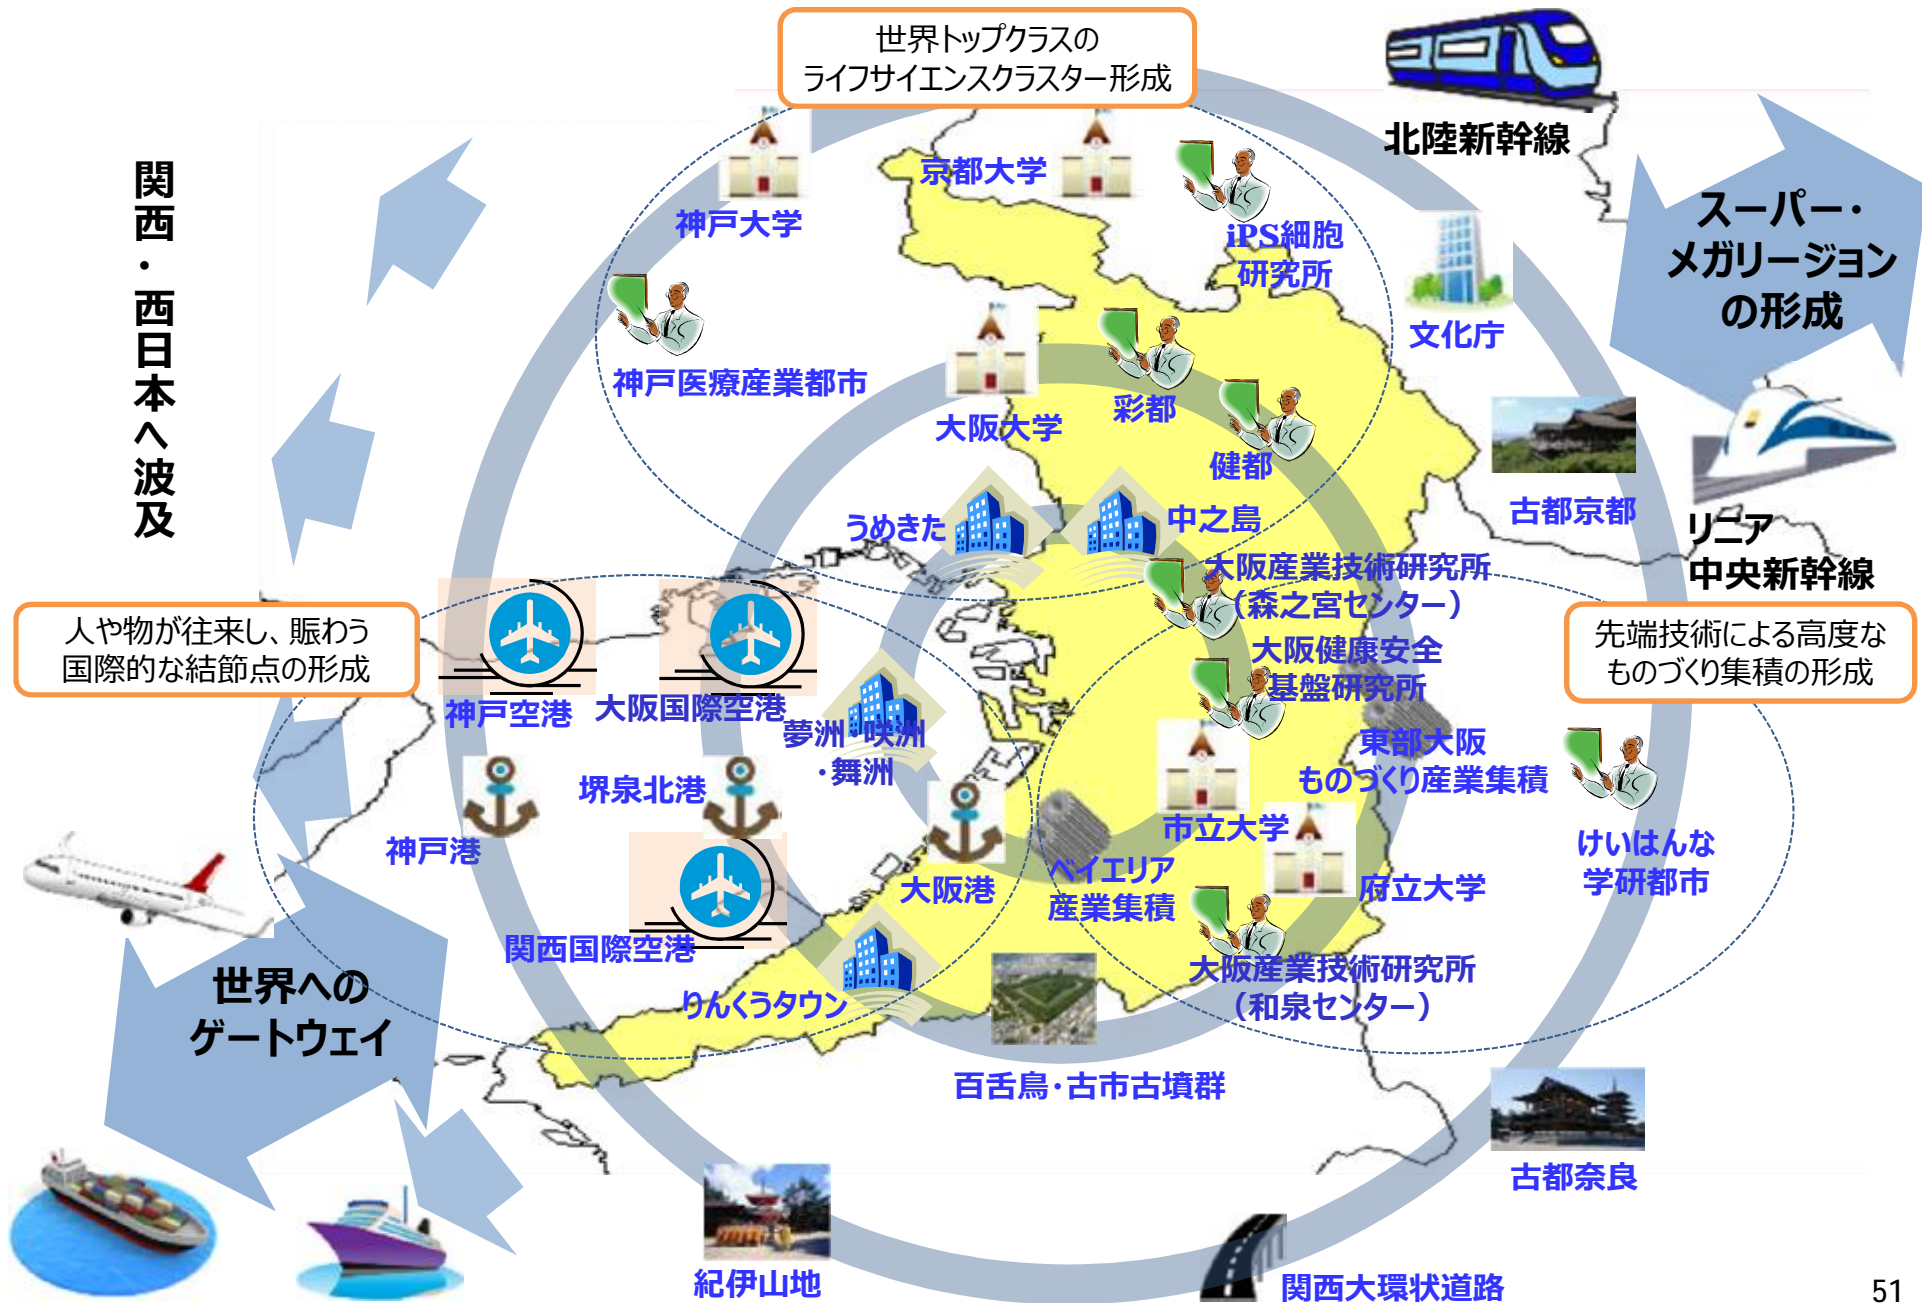 世界トップクラスの
ライフサイエンスクラスター形成
北陸新幹線
関西・西日本へ波及
スーパー・
メガリージョン
の形成
京都大学
神戸大学
iPS細胞
研究所
文化庁
神戸医療産業都市
大阪大学
彩都
健都
古都京都
うめきた
中之島
リニア
中央新幹線
大阪産業技術研究所
（森之宮センター）
人や物が往来し、賑わう
国際的な結節点の形成
先端技術による高度な
ものづくり集積の形成
大阪健康安全
基盤研究所
神戸空港
大阪国際空港
夢洲・咲洲
・舞洲
東部大阪
ものづくり産業集積
堺泉北港
神戸港
市立大学
けいはんな
学研都市
大阪港
ベイエリア
産業集積
府立大学
関西国際空港
大阪産業技術研究所
（和泉センター）
世界への
ゲートウェイ
りんくうタウン
百舌鳥・古市古墳群
古都奈良
紀伊山地
関西大環状道路
51